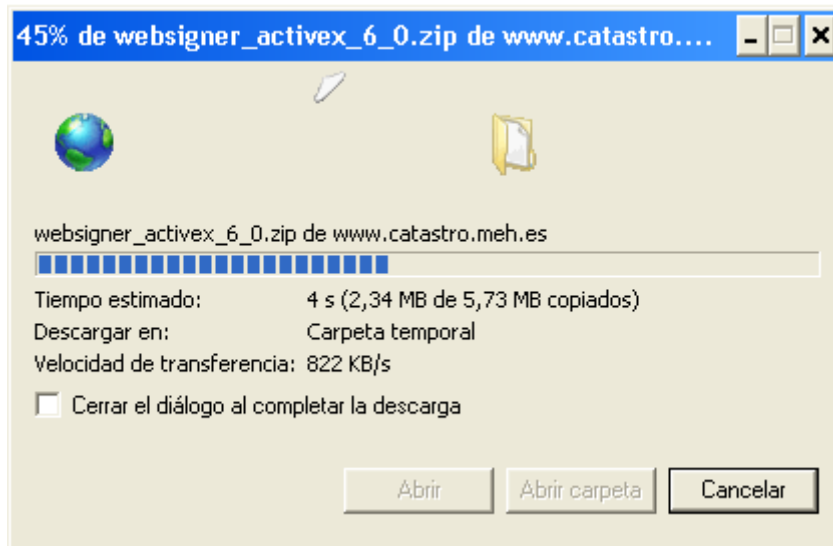 45% de websigner_activex_6_0.zip de www.catastro....
websigner_activex_6_0.zip de www.catastro.meh.es
Tiempo estimado: 4 s (2,34 MB de 5,73 MB copiados)
Descargar en: Carpeta temporal
Velocidad de transferencia: 822 KB/s
Cerrar el diálogo al completar la descarga
Abrir Abrir carpeta Cancelar